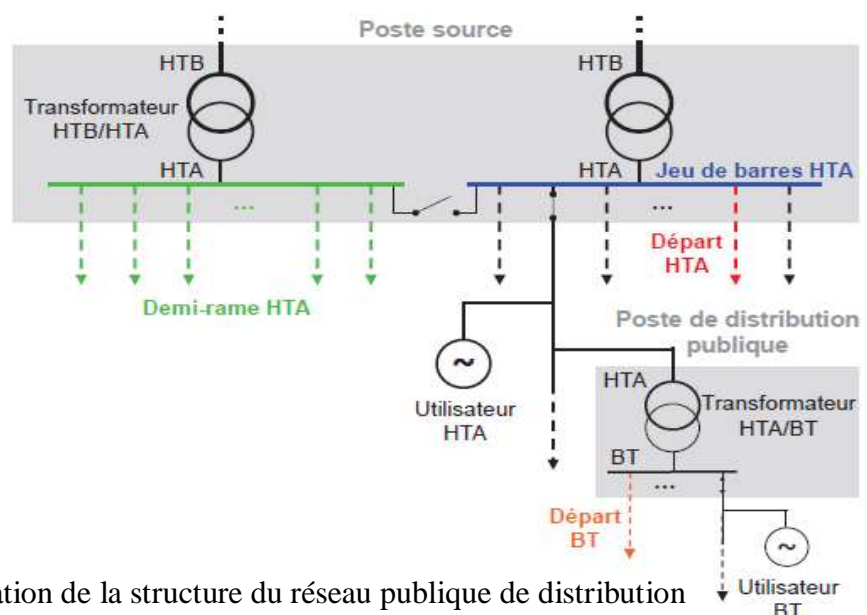 Poste source
HTB
HTB
Transformateur
HTB/HTA
HTA
HTA
Jeu de barres HTA
...
...
Départ
HTA
Demi-rame HTA
Poste de distribution
publique
~
HTA
Utilisateur
HTA
Transformateur
HTA/BT
BT
...
Départ
BT
~
ation de la structure du réseau publique de distribution
Utilisateur
BT